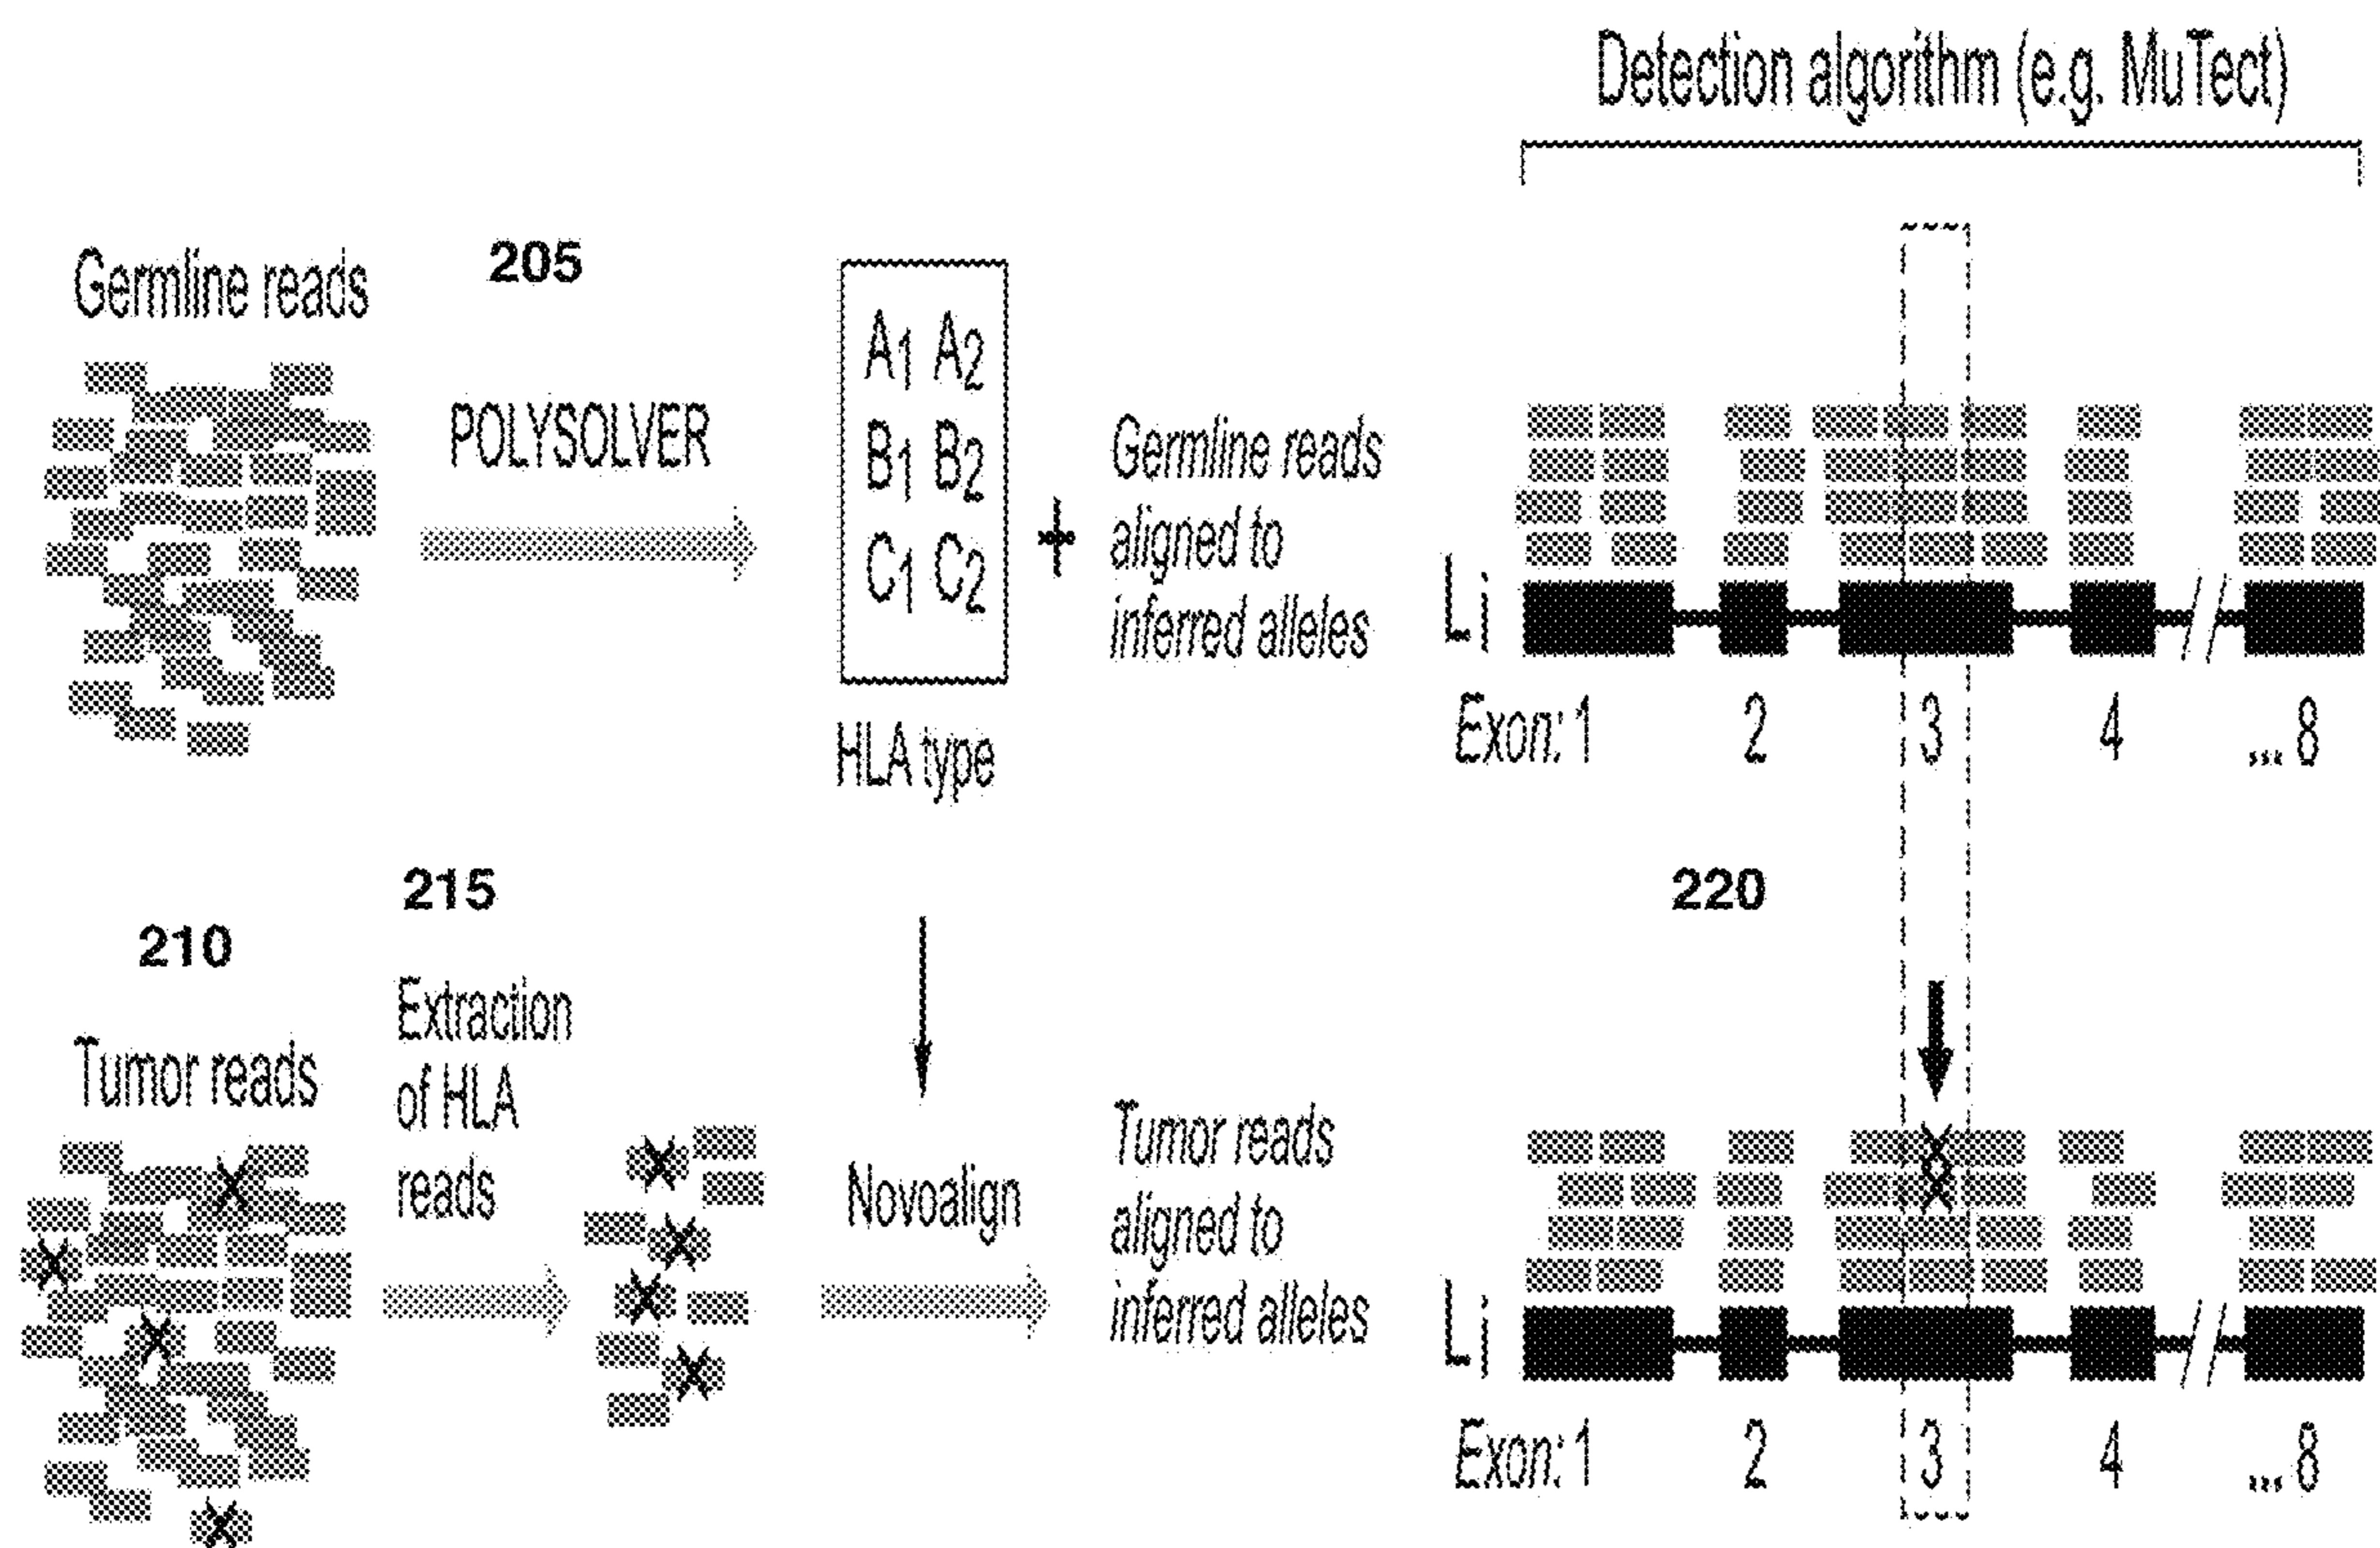 Detection algorithm (e.g. MuTect)
Germline reads
205
POLYSOLVER
A1 A2
B1 B2
C1 C2
HLA type
+
Germline reads
aligned to
inferred alleles
Li
Exon: 1 2 3 4 ... 8
210
Tumor reads
215
Extraction
of HLA
reads
Novoalign
Tumor reads
aligned to
inferred alleles
220
Li
Exon: 1 2 3 4 ... 8